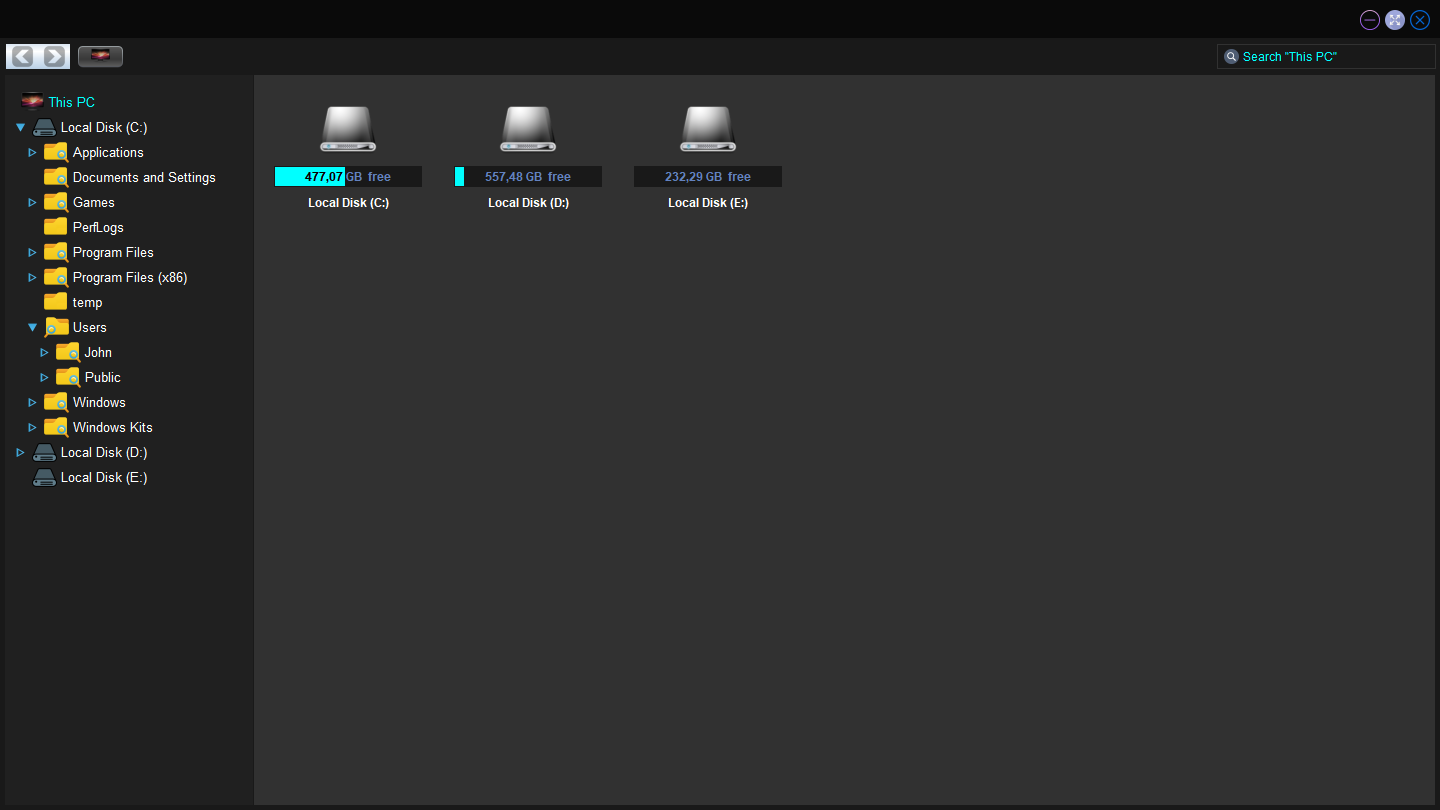 Search "This PC"
This PC
Local Disk (C:)
Applications
Documents and Settings
Games
PerfLogs
Program Files
Program Files (x86)
temp
Users
John
Public
Windows
Windows Kits
Local Disk (D:)
Local Disk (E:)
477,07 GB free
557,48 GB free
232,29 GB free
Local Disk (C:)
Local Disk (D:)
Local Disk (E:)